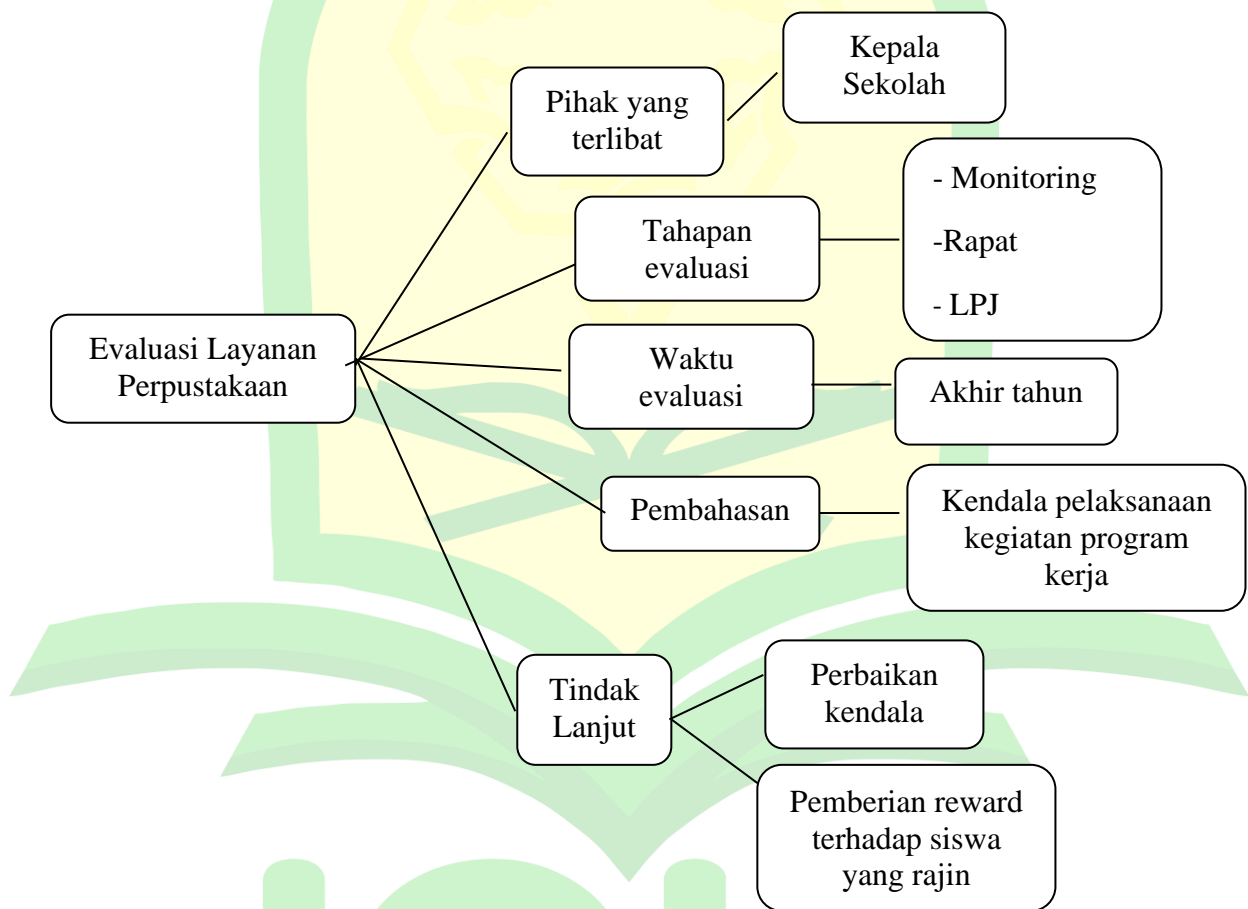 Kepala
Sekolah
Pihak yang
terlibat
- Monitoring
-Rapat
- LPJ
Tahapan
evaluasi
Evaluasi Layanan
Perpustakaan
Waktu
evaluasi
Akhir tahun
Pembahasan
Kendala pelaksanaan
kegiatan program
kerja
Tindak
Lanjut
Perbaikan
kendala
Pemberian reward
terhadap siswa
yang rajin